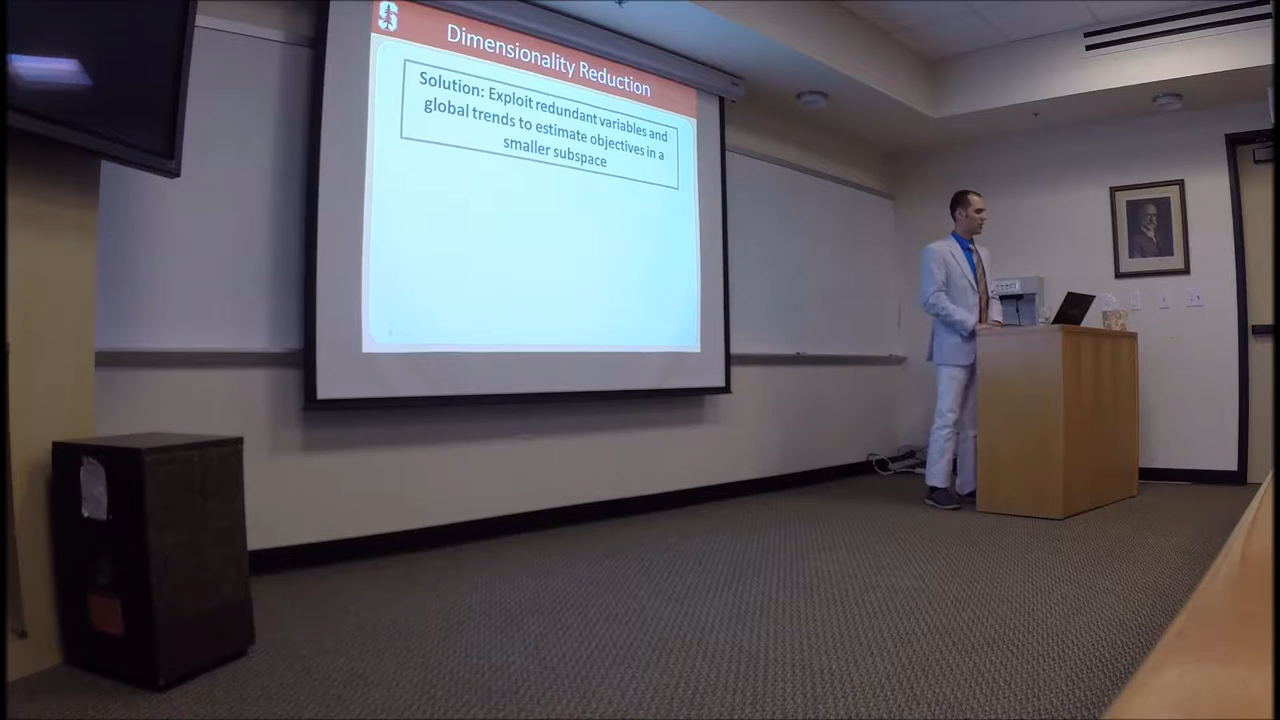 Dimensionality Reduction
Solution: Exploit redundant variables and
global trends to estimate objectives in a
smaller subspace